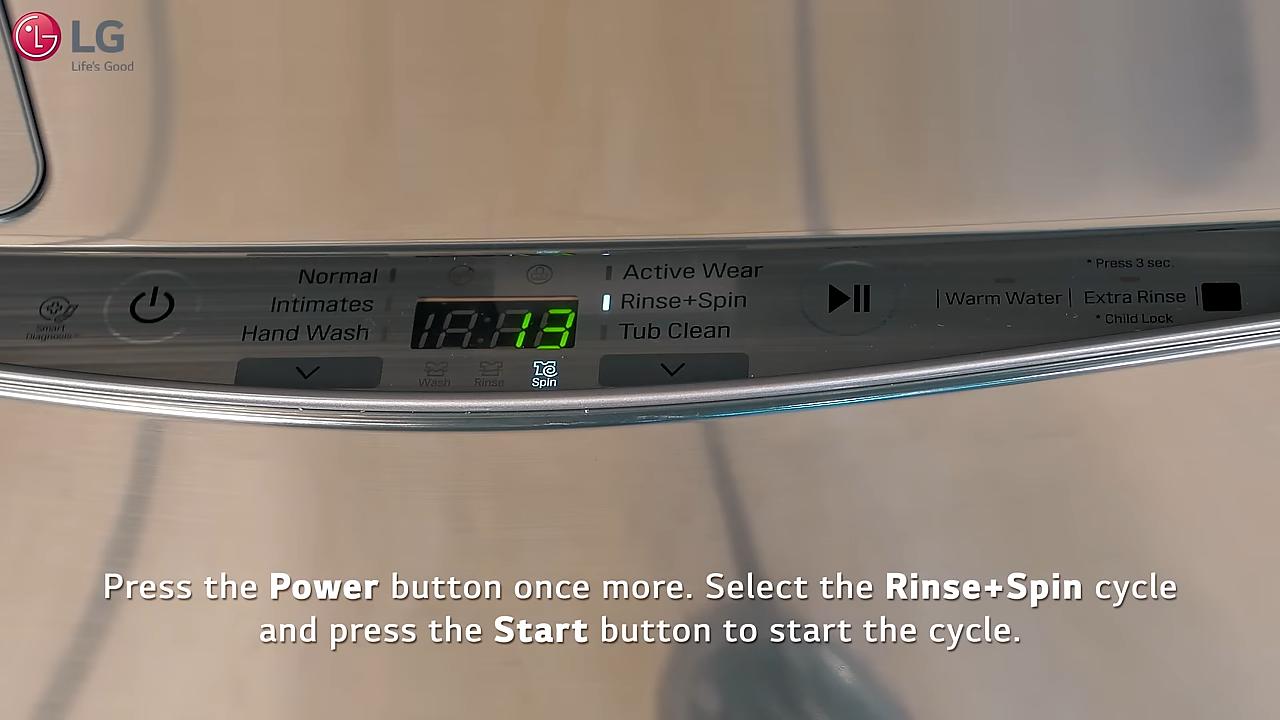 LG
Life's Good
Normal
Intimates
Hand Wash
Smart
Diagnosis
13
Wash
Rinse
Spin
Active Wear
Rinse+Spin
Tub Clean
* Press 3 sec.
Warm Water
Extra Rinse
* Child Lock
Press the Power button once more. Select the Rinse+Spin cycle
and press the Start button to start the cycle.